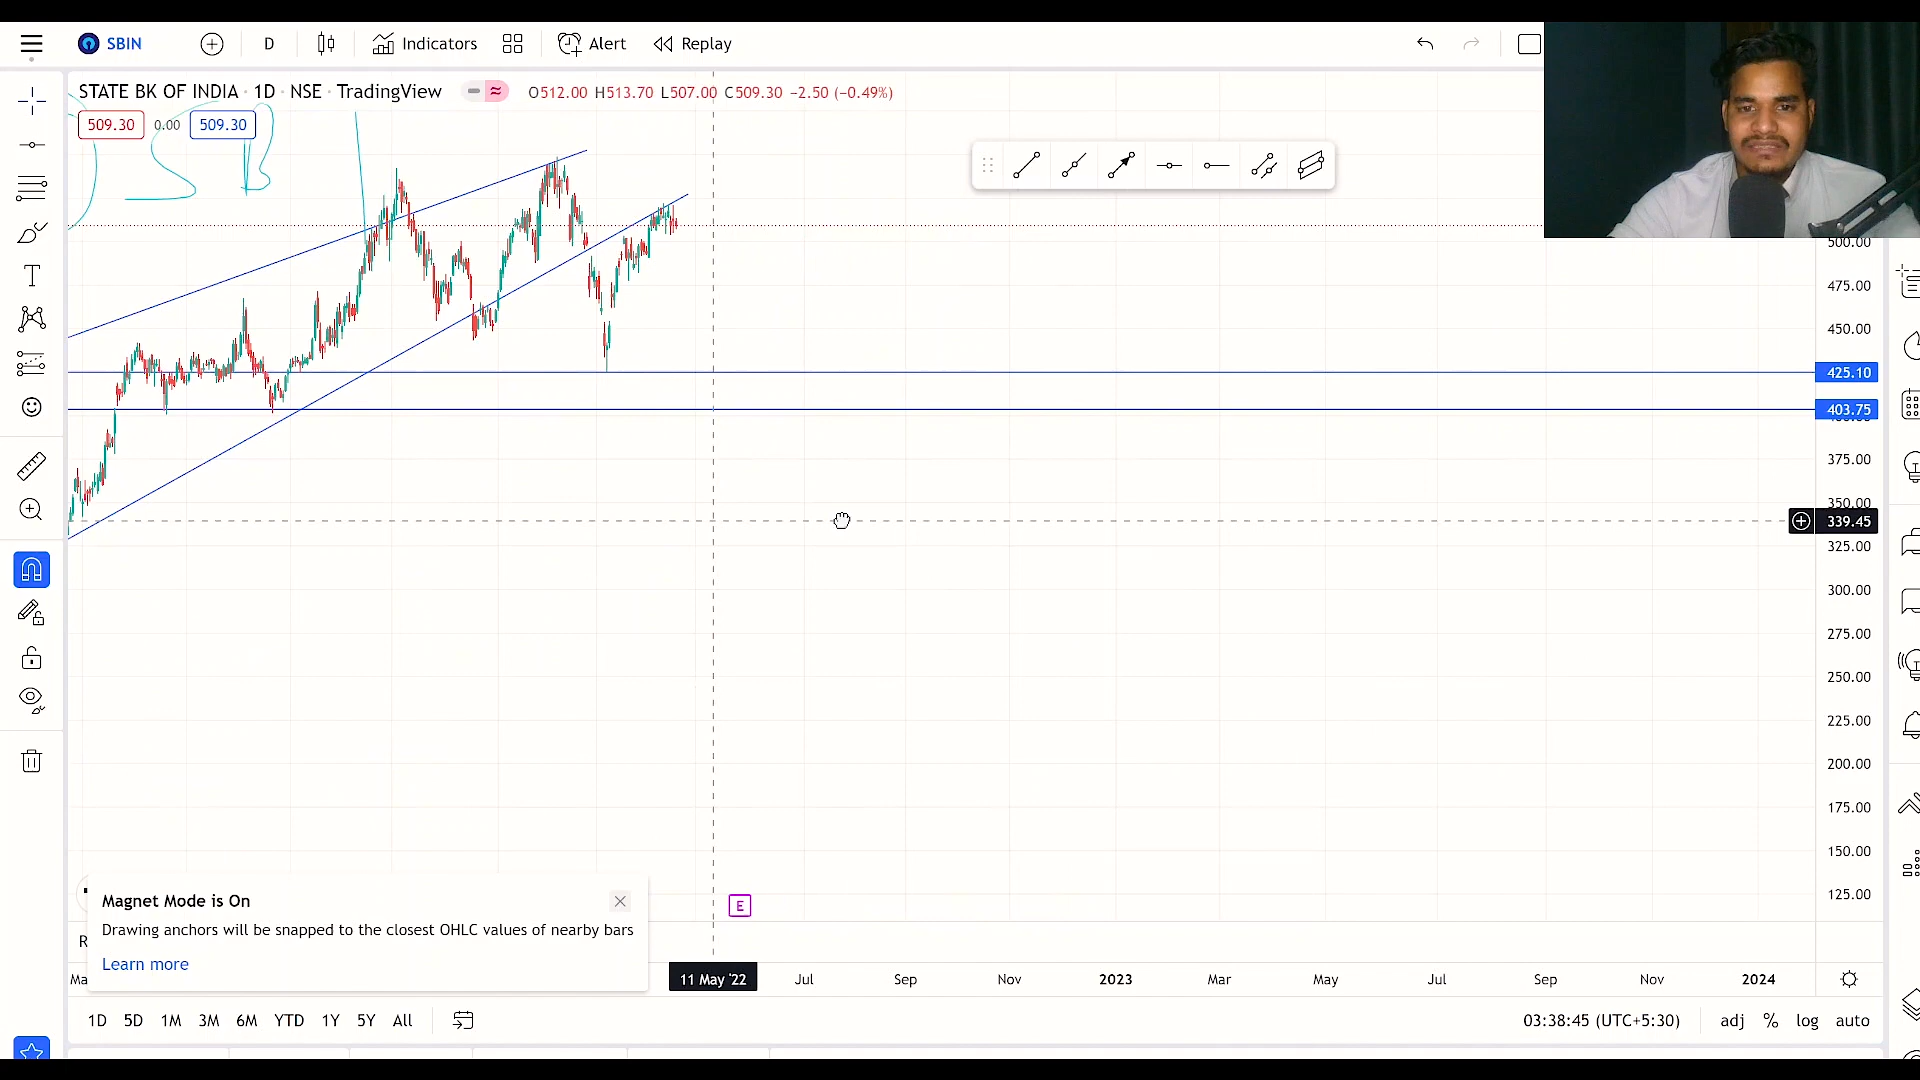 SBIN D Indicators Alert Replay
STATE BK OF INDIA · 1D · NSE · TradingView O512.00 H513.70 L507.00 C509.30 −2.50 (−0.49%)
509.30 0.00 509.30
SB
500.00
475.00
450.00
425.10
403.75
375.00
350.00
339.45
325.00
300.00
275.00
250.00
225.00
200.00
175.00
150.00
125.00
E
Magnet Mode is On
Drawing anchors will be snapped to the closest OHLC values of nearby bars
R
Learn more
Ma 11 May '22 Jul Sep Nov 2023 Mar May Jul Sep Nov 2024
1D 5D 1M 3M 6M YTD 1Y 5Y All 03:38:45 (UTC+5:30) adj % log auto